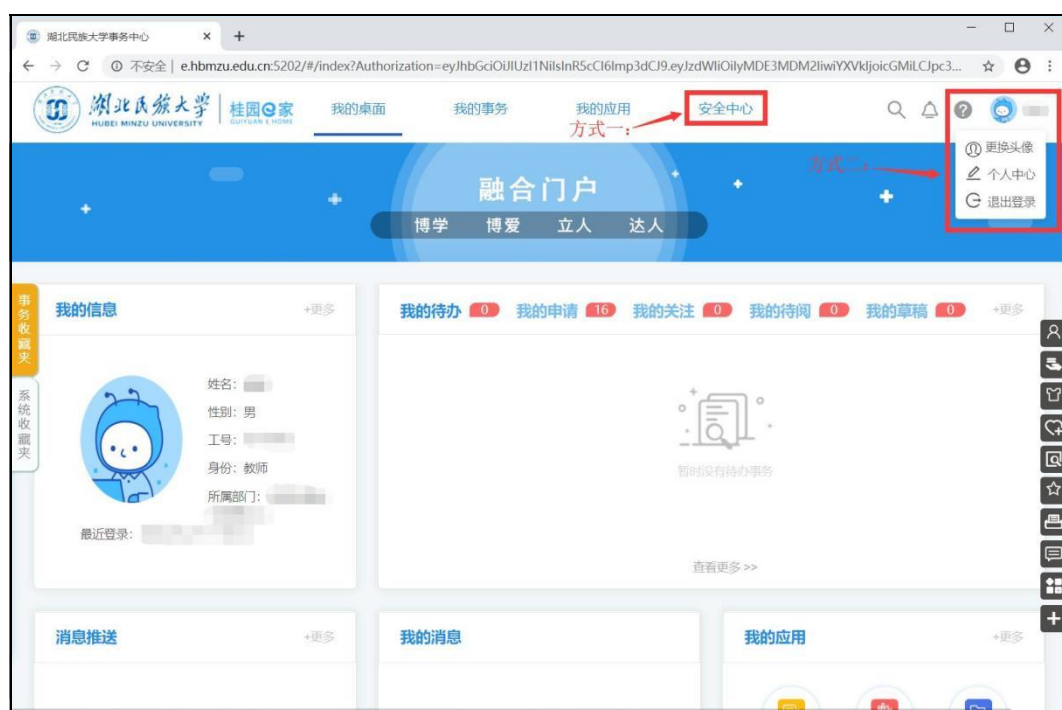 湖北民族大学事务中心
不安全 | e.hbmzu.edu.cn:5202/#/index?Authorization=eyJhbGciOiJIUzI1NiIsInR5cCI6Imp3dCJ9.eyJzdWIiOiIyMDE3MDM2IiwiYXVkIjoicGMiLCJpc3...
湖北民族大学
HUBEI MINZU UNIVERSITY
桂园e家
GUIYUAN E HOME
我的桌面 我的事务 我的应用 安全中心
方式一:
方式二:
更换头像
个人中心
退出登录
融合门户
博学 博爱 立人 达人
事务收藏夹
系统收藏夹
我的信息 +更多
姓名:
性别: 男
工号:
身份: 教师
所属部门:
最近登录:
我的待办 0 我的申请 16 我的关注 0 我的待阅 0 我的草稿 0 +更多
暂时没有待办事务
查看更多 >>
消息推送 +更多
我的消息
我的应用 +更多